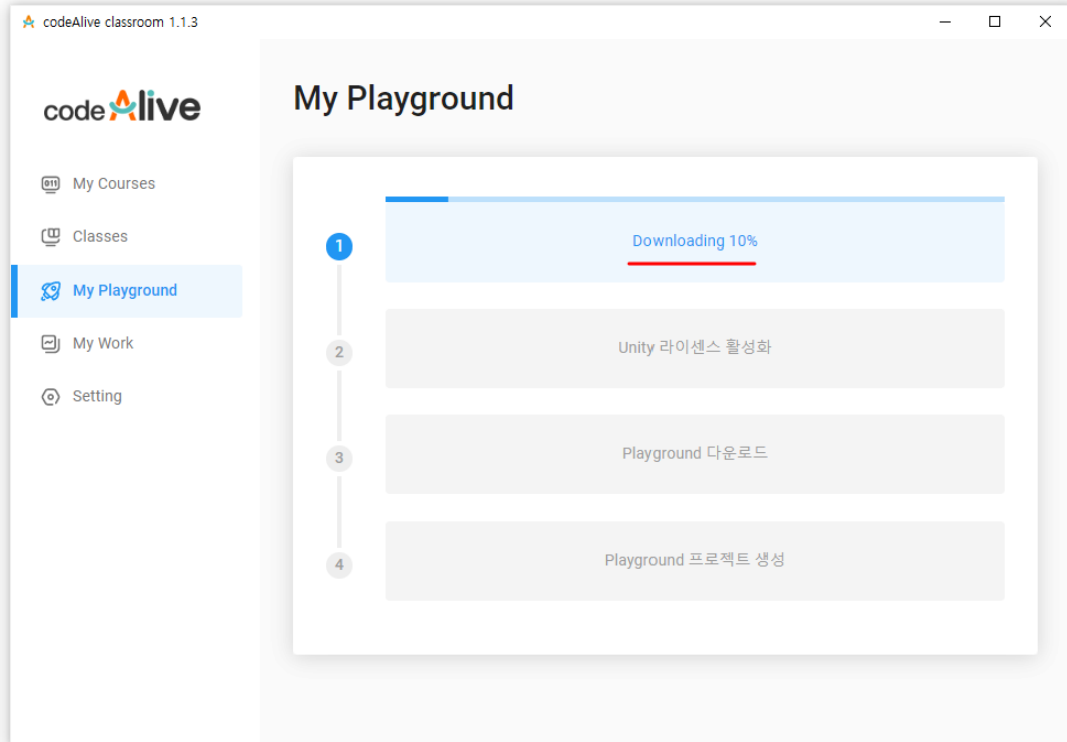 codeAlive classroom 1.1.3
codeAlive
My Courses
Classes
My Playground
My Work
Setting
My Playground
1
Downloading 10%
2
Unity 라이센스 활성화
3
Playground 다운로드
4
Playground 프로젝트 생성